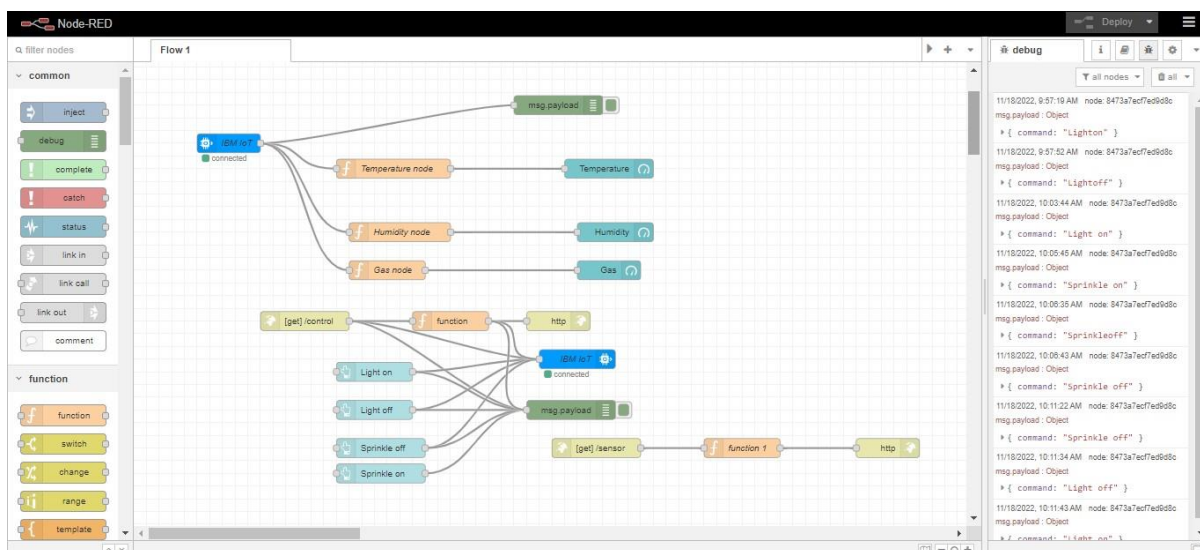 Node-RED
Deploy
filter nodes
Flow 1
debug
i
all nodes
all
common
inject
debug
complete
catch
status
link in
link call
link out
comment
function
function
switch
change
range
template
msg.payload
IBM IoT
connected
Temperature node
Temperature
Humidity node
Humidity
Gas node
Gas
[get] /control
function
http
IBM IoT
connected
Light on
Light off
msg.payload
Sprinkle off
[get] /sensor
function 1
http
Sprinkle on
11/18/2022, 9:57:19 AM node: 8473a7ecf7ed9d8c
msg.payload : Object
{ command: "Lighton" }
11/18/2022, 9:57:52 AM node: 8473a7ecf7ed9d8c
msg.payload : Object
{ command: "Lightoff" }
11/18/2022, 10:03:44 AM node: 8473a7ecf7ed9d8c
msg.payload : Object
{ command: "Light on" }
11/18/2022, 10:05:45 AM node: 8473a7ecf7ed9d8c
msg.payload : Object
{ command: "Sprinkle on" }
11/18/2022, 10:06:35 AM node: 8473a7ecf7ed9d8c
msg.payload : Object
{ command: "Sprinkleoff" }
11/18/2022, 10:06:43 AM node: 8473a7ecf7ed9d8c
msg.payload : Object
{ command: "Sprinkle off" }
11/18/2022, 10:11:22 AM node: 8473a7ecf7ed9d8c
msg.payload : Object
{ command: "Sprinkle off" }
11/18/2022, 10:11:34 AM node: 8473a7ecf7ed9d8c
msg.payload : Object
{ command: "Light off" }
11/18/2022, 10:11:43 AM node: 8473a7ecf7ed9d8c
msg.payload : Object
{ command: "Light on" }